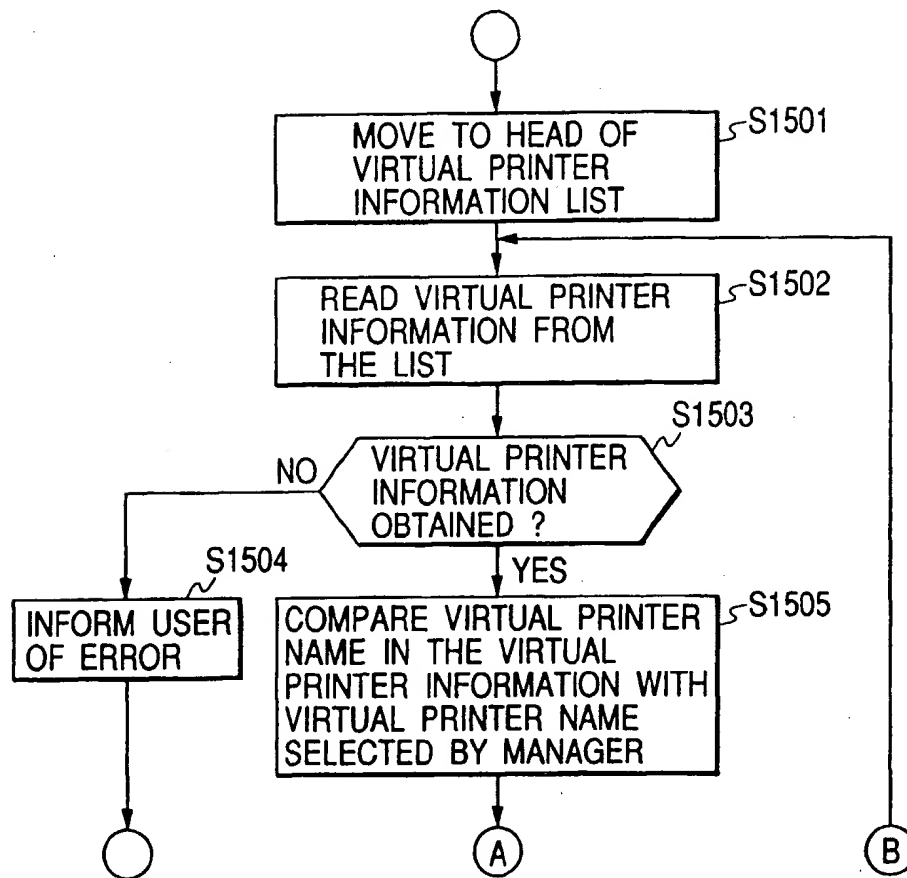 MOVE TO HEAD OF
VIRTUAL PRINTER
INFORMATION LIST
S1501
READ VIRTUAL PRINTER
INFORMATION FROM
THE LIST
S1502
S1503
NO
VIRTUAL PRINTER
INFORMATION
OBTAINED ?
YES
S1504
INFORM USER
OF ERROR
S1505
COMPARE VIRTUAL PRINTER
NAME IN THE VIRTUAL
PRINTER INFORMATION WITH
VIRTUAL PRINTER NAME
SELECTED BY MANAGER
A
B